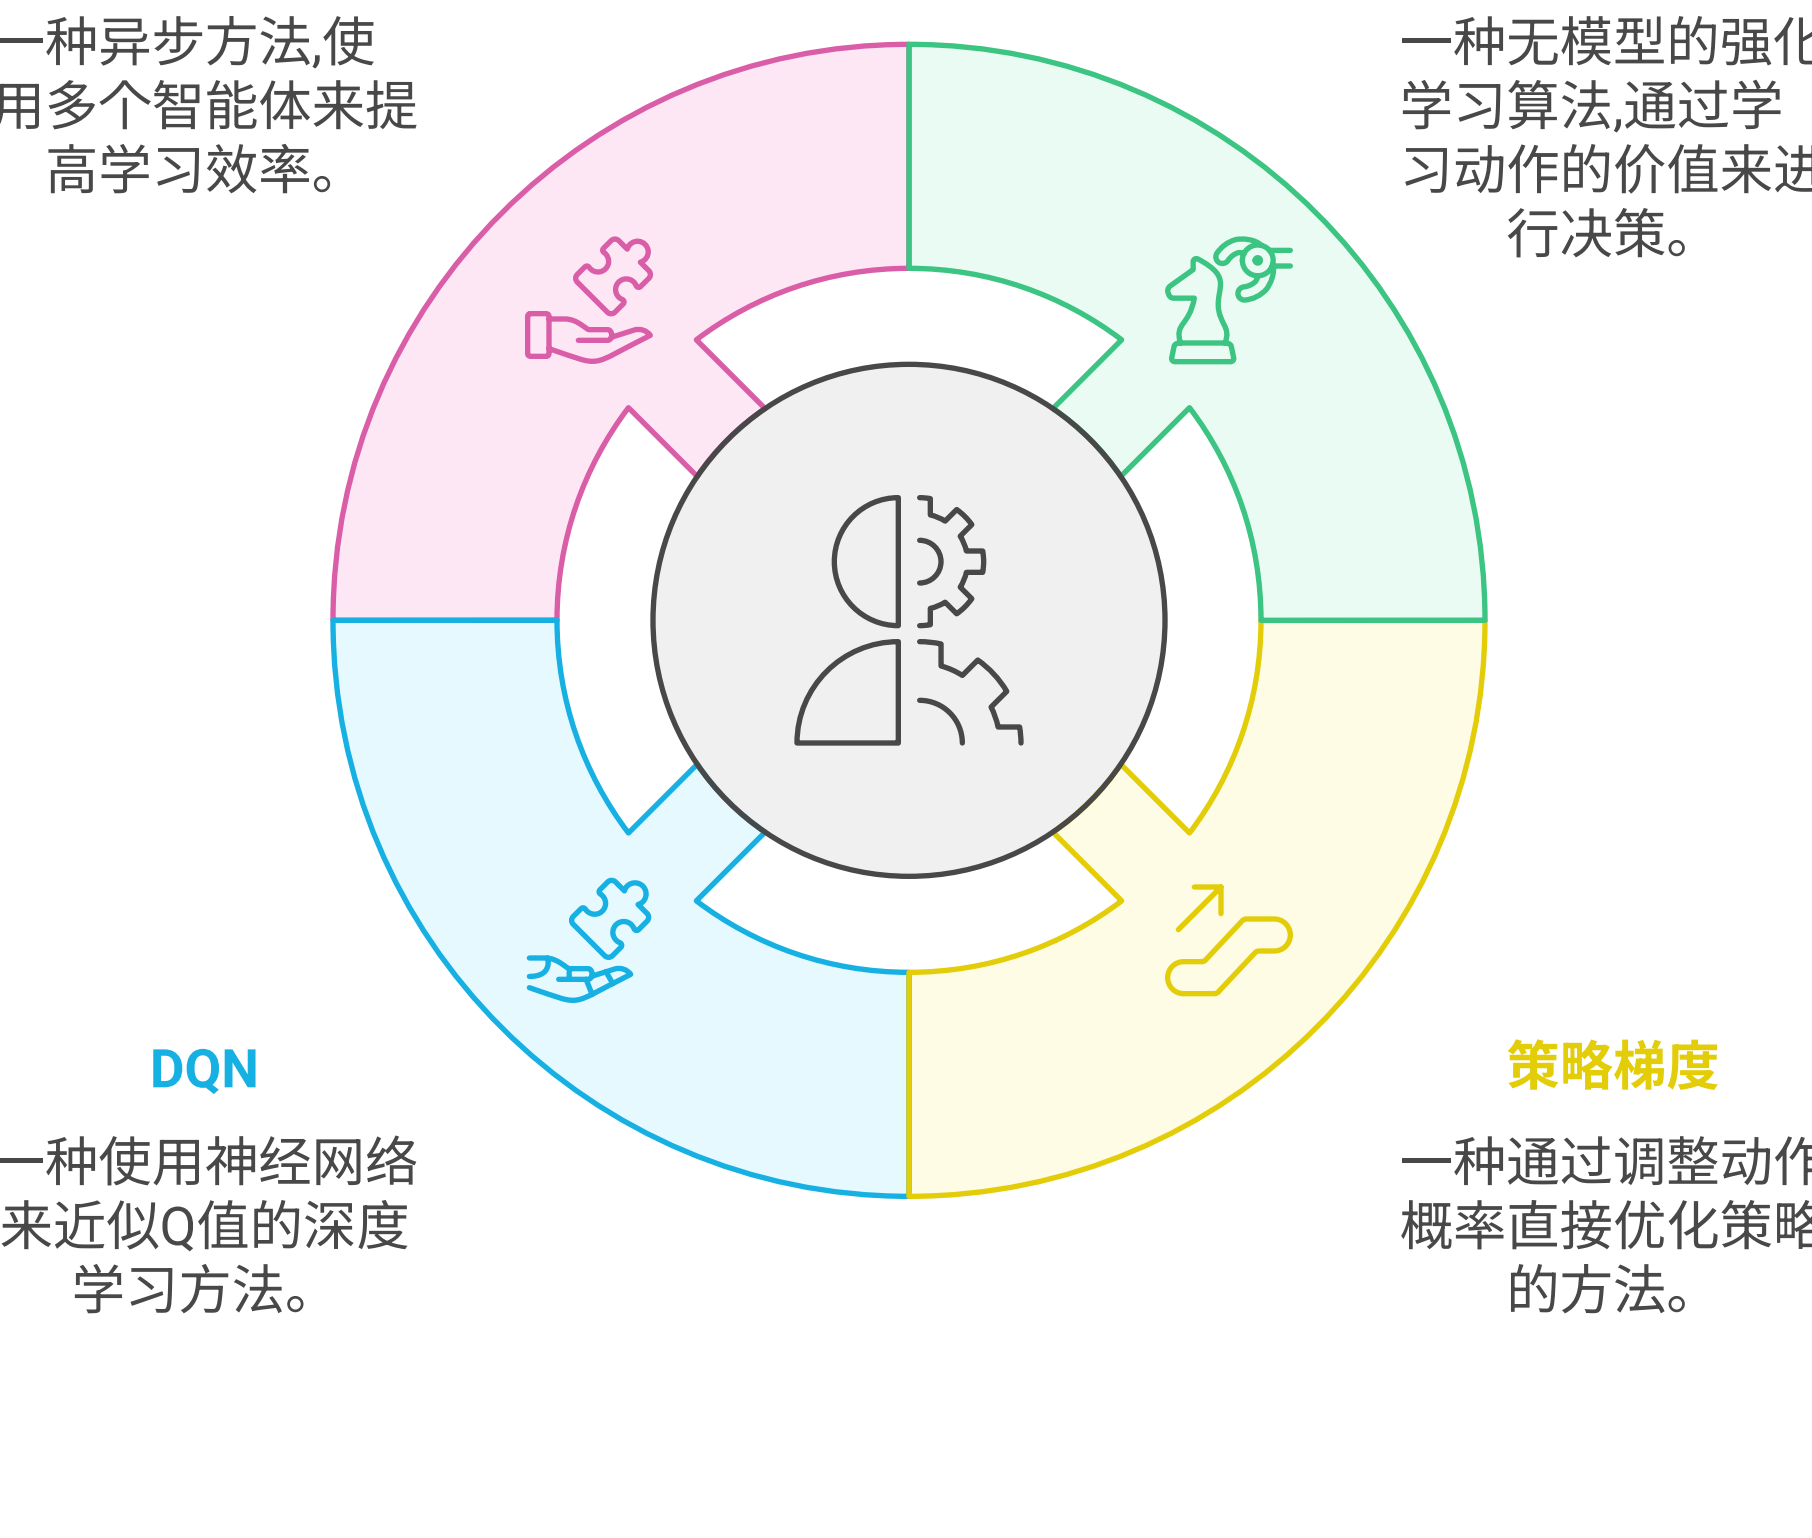 一种异步方法,使
用多个智能体来提
高学习效率。
一种无模型的强化
学习算法,通过学
习动作的价值来进
行决策。
DQN
一种使用神经网络
来近似Q值的深度
学习方法。
策略梯度
一种通过调整动作
概率直接优化策略
的方法。